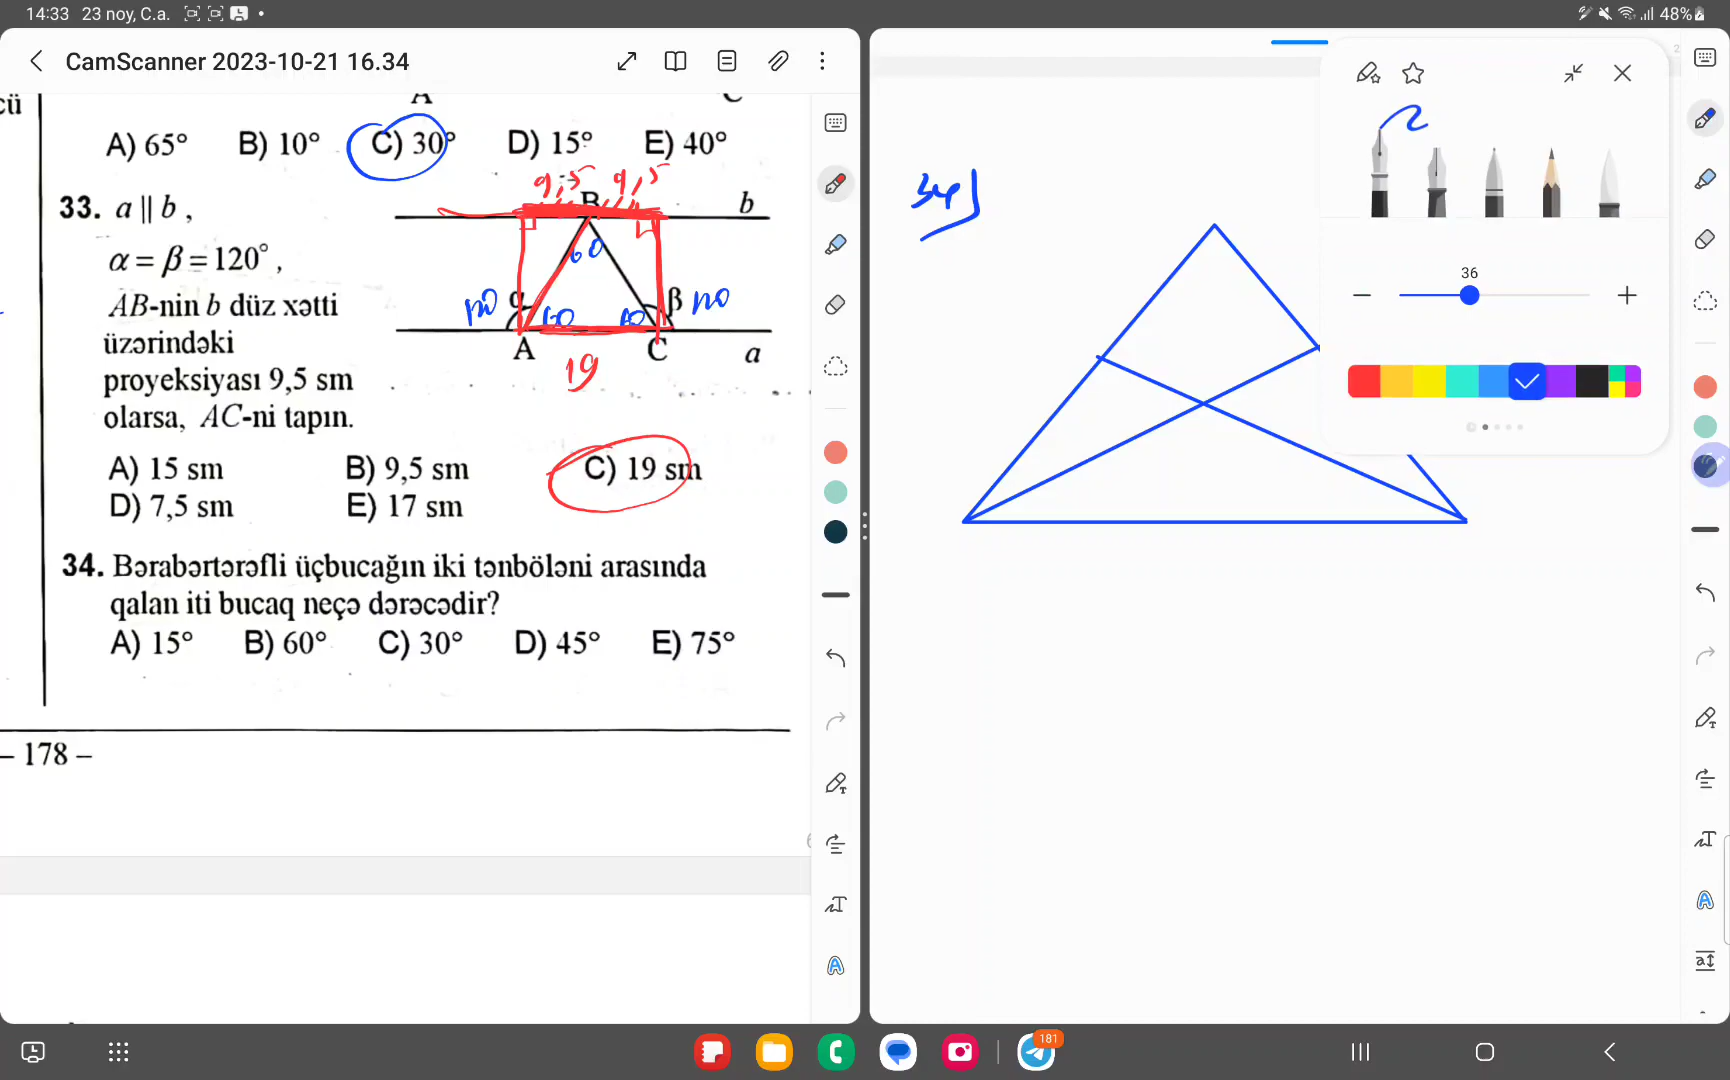 14:33 23 noy, C.a.
48%
CamScanner 2023-10-21 16.34
cü
A C
A) 65° B) 10° C) 30° D) 15° E) 40°
33. a || b ,
α = β = 120° ,
AB-nin b düz xətti
üzərindəki
proyeksiyası 9,5 sm
olarsa, AC-ni tapın.
9,5 9,5
B b
60
120 α 60 60 β 120
A C a
19
A) 15 sm B) 9,5 sm C) 19 sm
D) 7,5 sm E) 17 sm
34. Bərabərtərəfli üçbucağın iki tənböləni arasında
qalan iti bucaq neçə dərəcədir?
A) 15° B) 60° C) 30° D) 45° E) 75°
– 178 –
34)
36
181